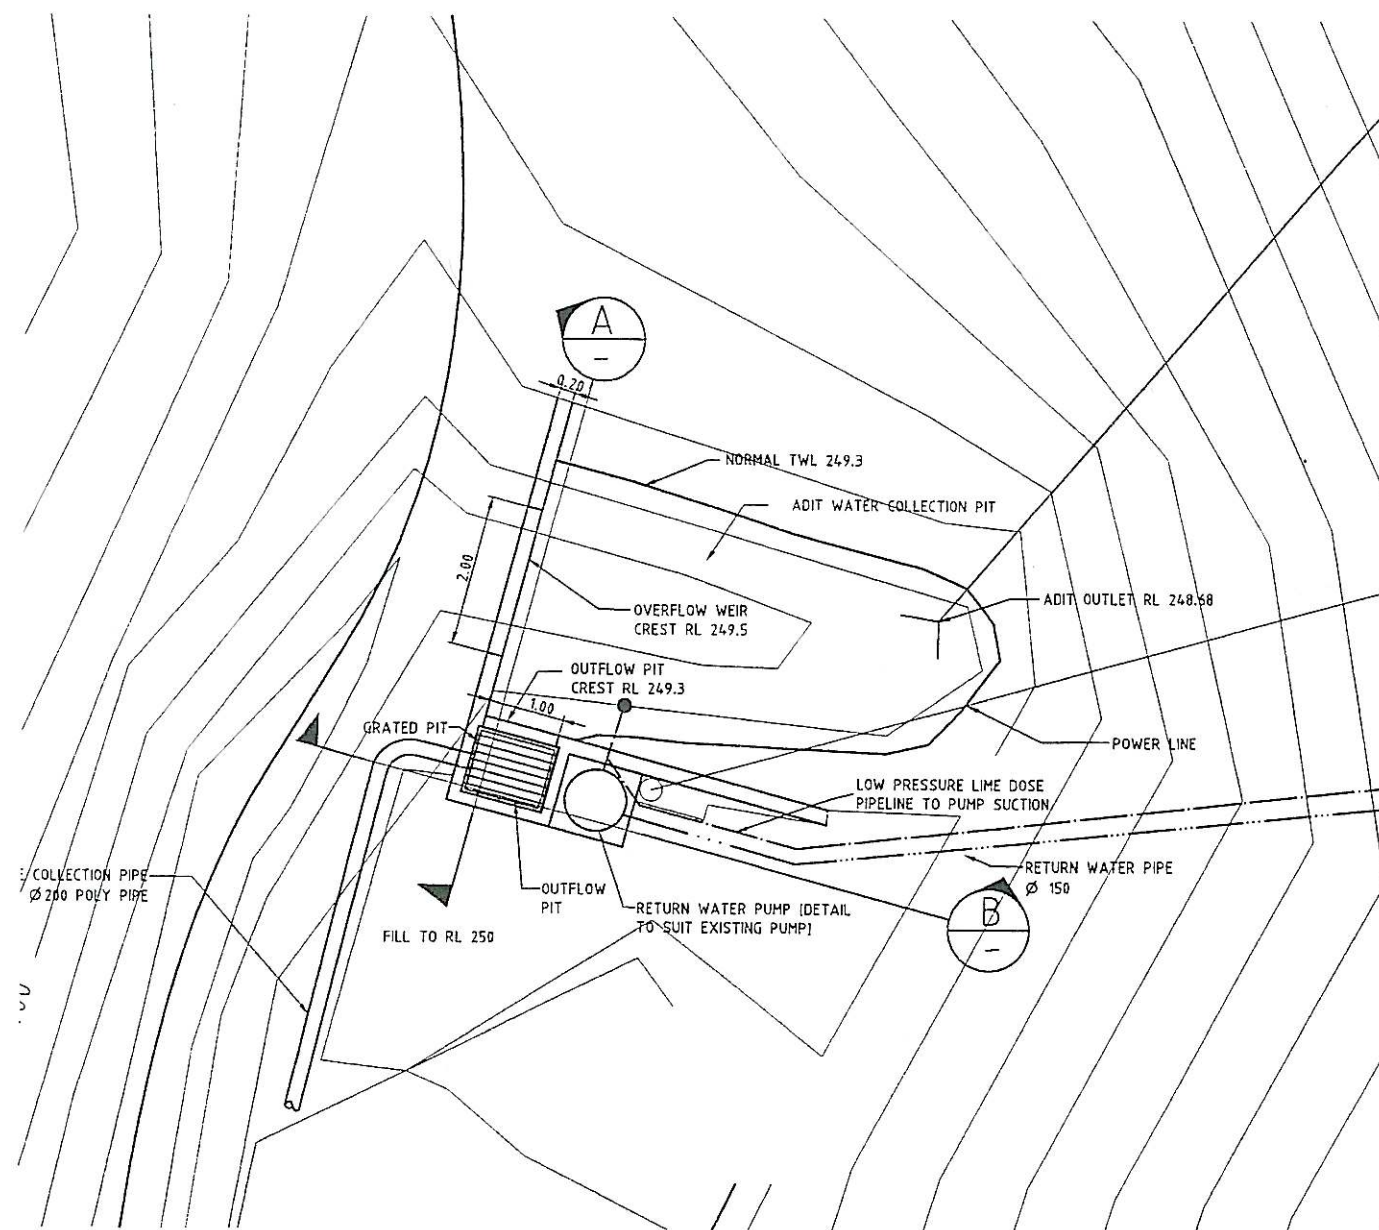 A
-
0.20
NORMAL TWL 249.3
ADIT WATER COLLECTION PIT
2.00
ADIT OUTLET RL 248.68
OVERFLOW WEIR
CREST RL 249.5
OUTFLOW PIT
CREST RL 249.3
1.00
GRATED PIT
POWER LINE
LOW PRESSURE LIME DOSE
PIPELINE TO PUMP SUCTION
RETURN WATER PIPE
Ø 150
COLLECTION PIPE
Ø200 POLY PIPE
OUTFLOW
PIT
RETURN WATER PUMP (DETAIL
TO SUIT EXISTING PUMP)
B
-
FILL TO RL 250